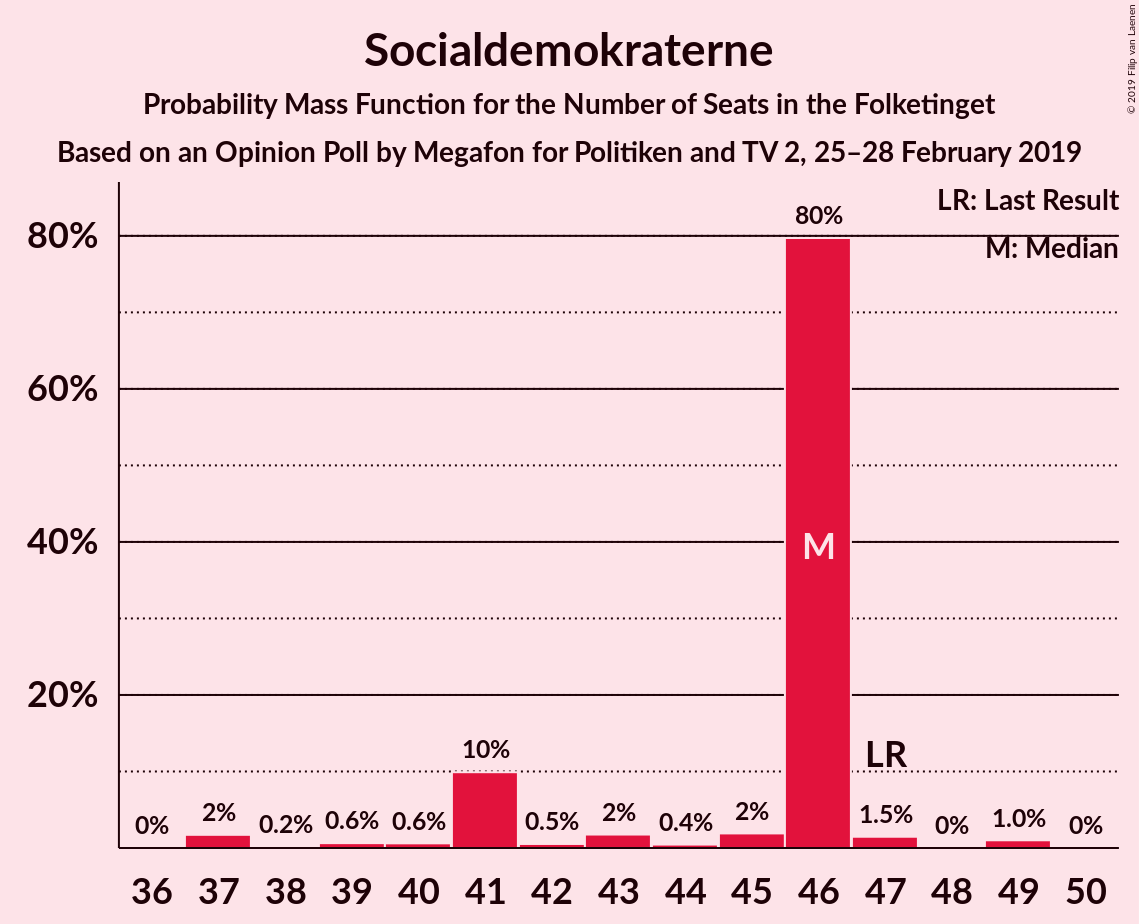 Socialdemokraterne
Probability Mass Function for the Number of Seats in the Folketinget
Based on an Opinion Poll by Megafon for Politiken and TV 2, 25–28 February 2019
© 2019 Filip van Laenen
LR: Last Result
M: Median
80%
60%
40%
20%
0%
2%
0.2%
0.6%
0.6%
10%
0.5%
2%
0.4%
2%
80%
M
LR
1.5%
0%
1.0%
0%
36 37 38 39 40 41 42 43 44 45 46 47 48 49 50